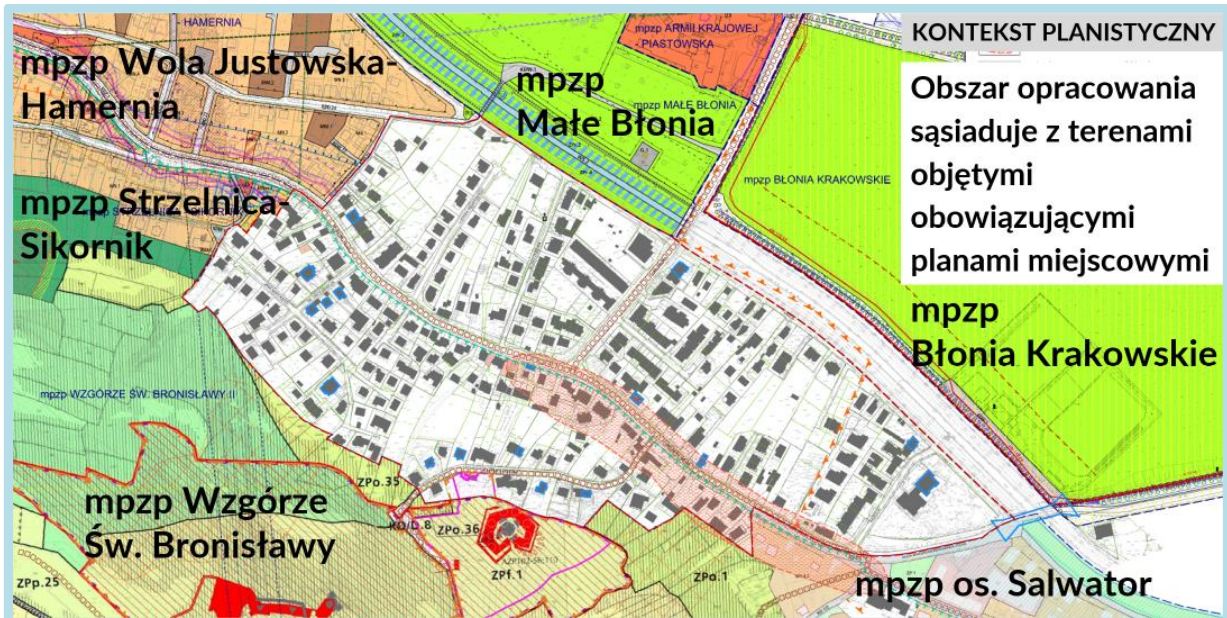 - HAMERNIA
mpzp ARMII KRAJOWEJ
- PIASTOWSKA
KONTEKST PLANISTYCZNY
mpzp Wola Justowska-
Hamernia
mpzp
Małe Błonia
mpzp MAŁE BŁONIA
Obszar opracowania
sąsiaduje z terenami
objętymi
obowiązującymi
planami miejscowymi
mpzp BŁONIA KRAKOWSKIE
mpzp Strzelnica-
Sikornik
mpzp
Błonia Krakowskie
mpzp WZGÓRZE ŚW. BRONISŁAWY II
mpzp Wzgórze
Św. Bronisławy
ZPo.35
KD/D.8
ZPo.36
ZPf.1
ZPo.1
ZPp.25
mpzp os. Salwator